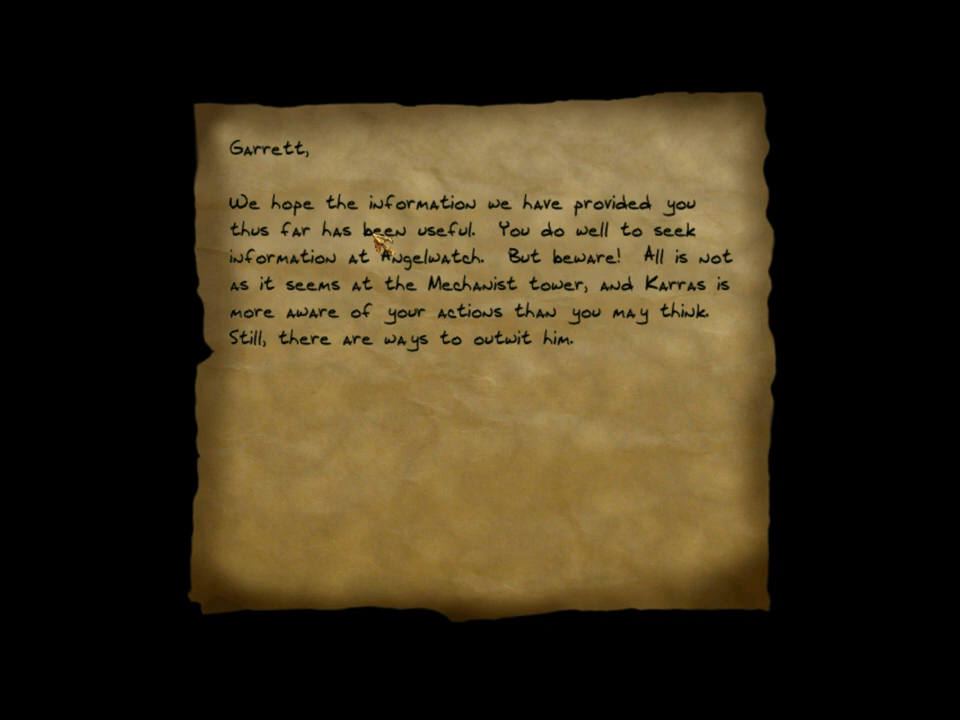 Garrett,
We hope the information we have provided you
thus far has been useful. You do well to seek
information at Angelwatch. But beware! All is not
as it seems at the Mechanist tower, and Karras is
more aware of your actions than you may think.
Still, there are ways to outwit him.